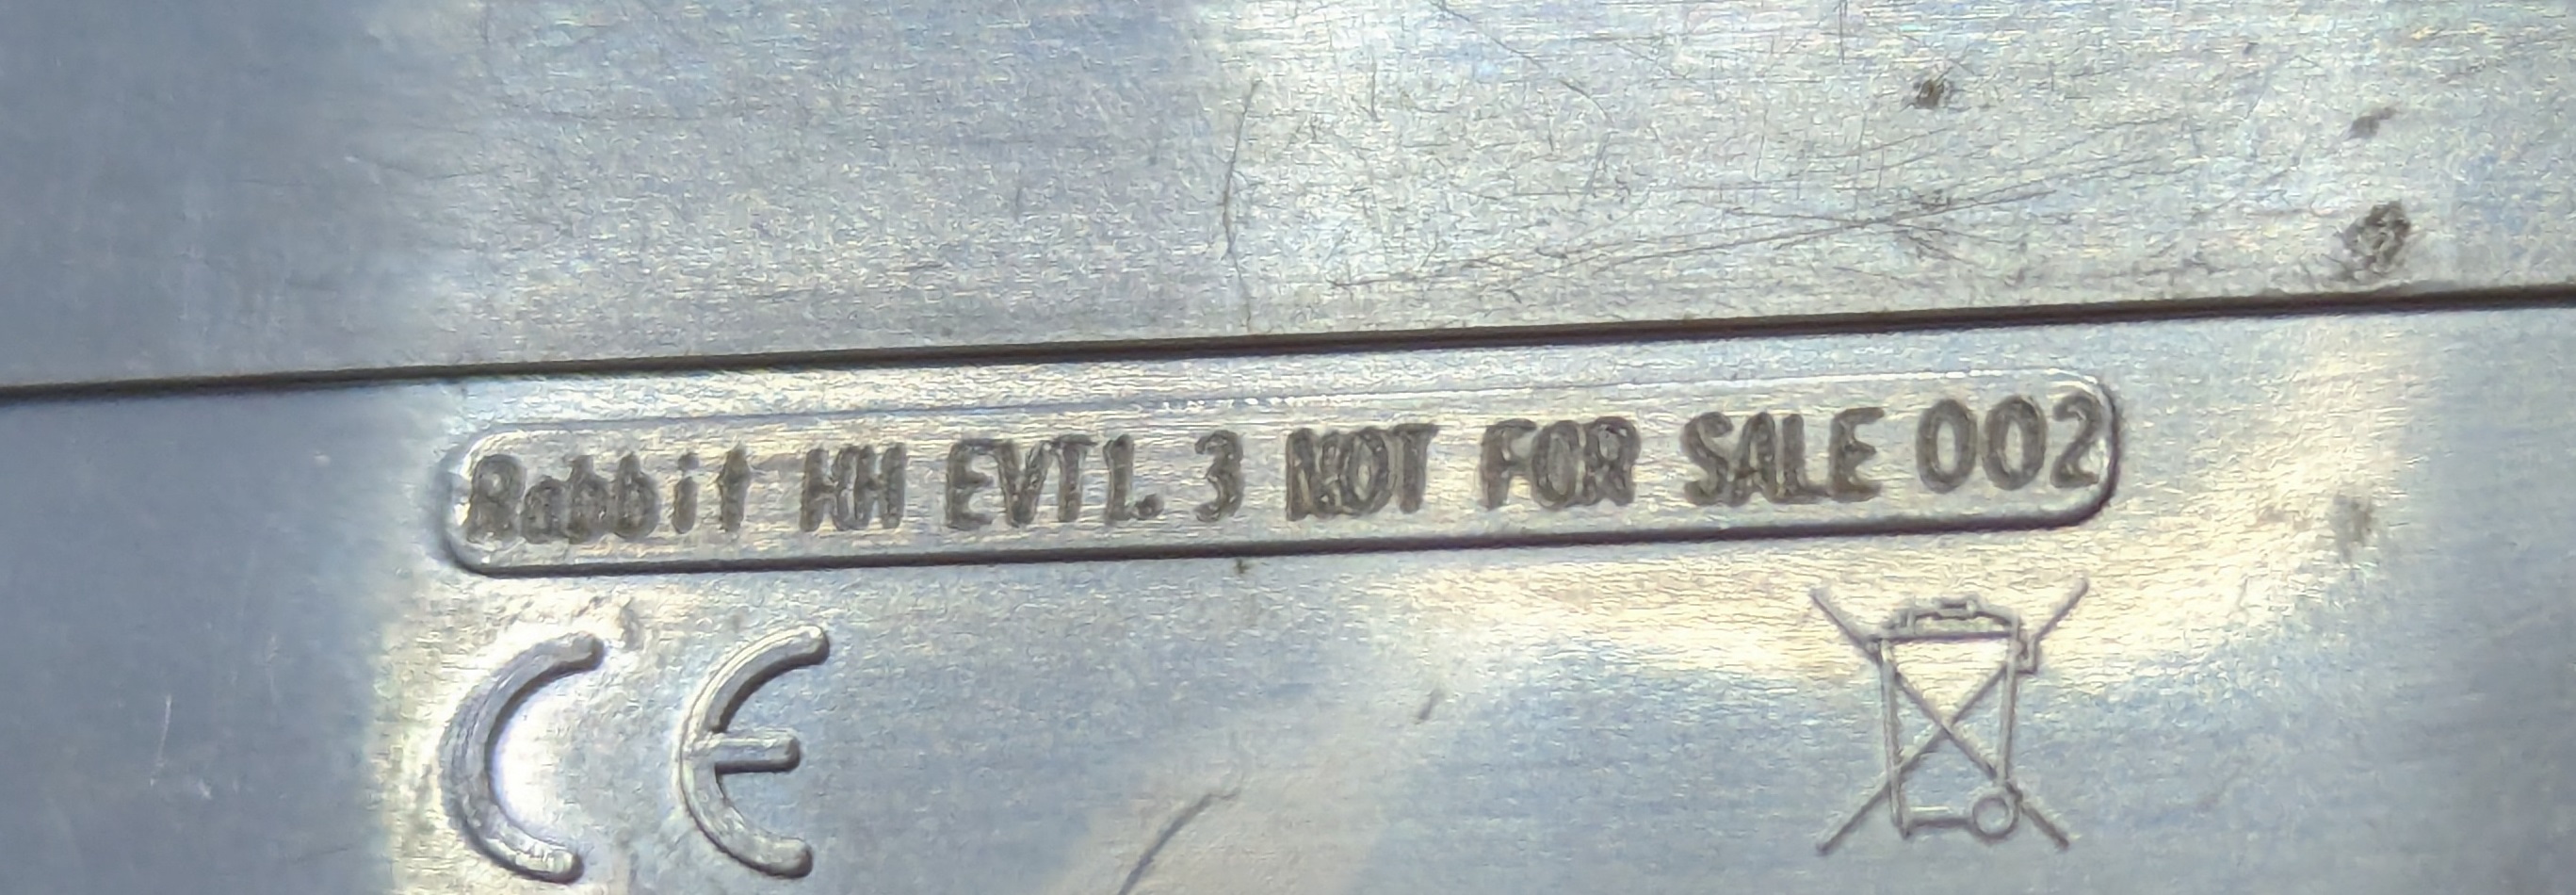 Rabbit HH EVT1. 3 NOT FOR SALE 002
CE